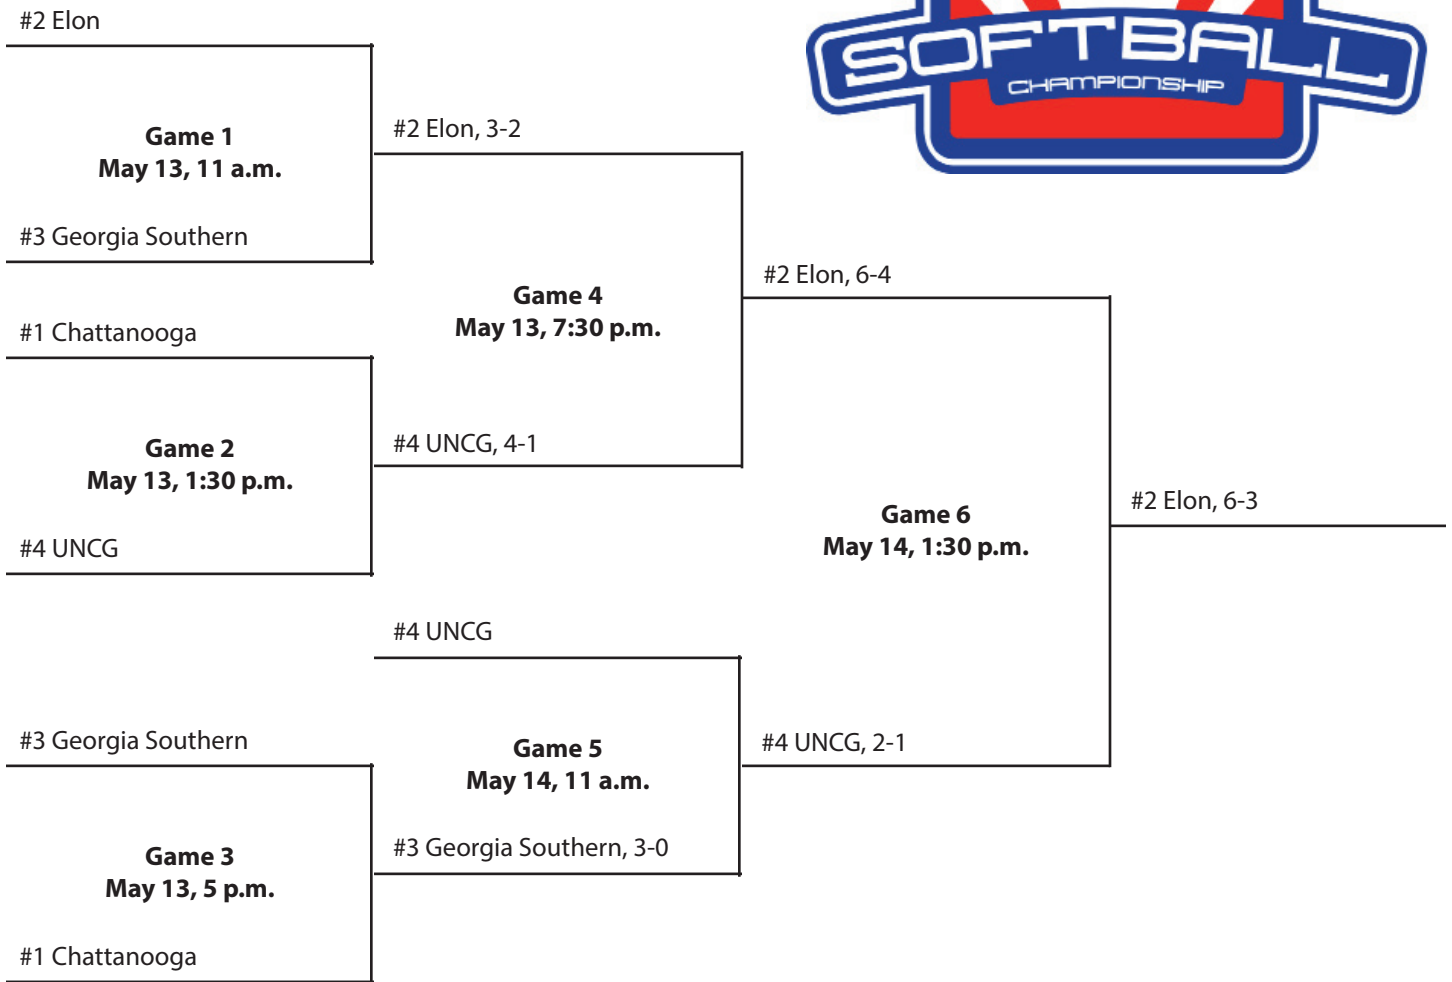 #2 Elon
SOFTBALL
CHAMPIONSHIP
Game 1
May 13, 11 a.m.
#2 Elon, 3-2
#3 Georgia Southern
#1 Chattanooga
Game 4
May 13, 7:30 p.m.
#2 Elon, 6-4
Game 2
May 13, 1:30 p.m.
#4 UNCG, 4-1
#4 UNCG
Game 6
May 14, 1:30 p.m.
#2 Elon, 6-3
#4 UNCG
#3 Georgia Southern
Game 5
May 14, 11 a.m.
#4 UNCG, 2-1
Game 3
May 13, 5 p.m.
#3 Georgia Southern, 3-0
#1 Chattanooga